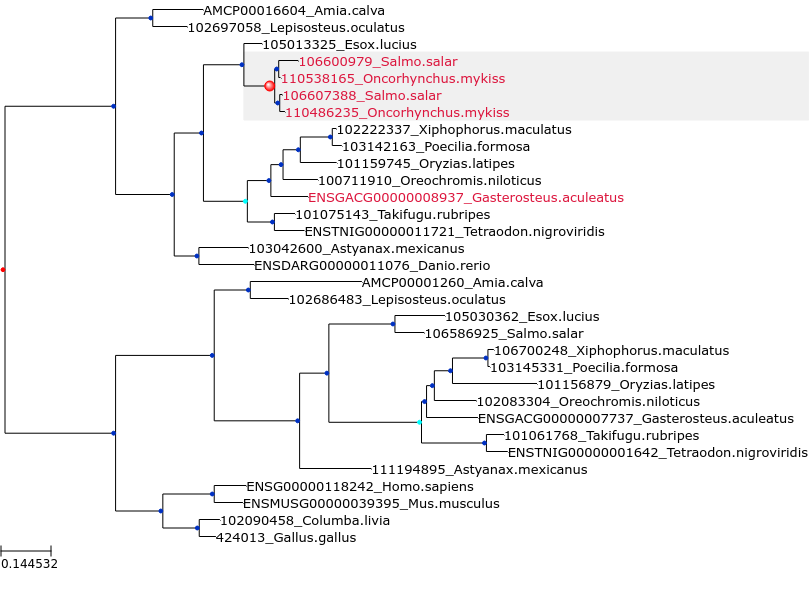 AMCP00016604_Amia.calva
102697058_Lepisosteus.oculatus
105013325_Esox.lucius
106600979_Salmo.salar
110538165_Oncorhynchus.mykiss
106607388_Salmo.salar
110486235_Oncorhynchus.mykiss
102222337_Xiphophorus.maculatus
103142163_Poecilia.formosa
101159745_Oryzias.latipes
100711910_Oreochromis.niloticus
ENSGACG00000008937_Gasterosteus.aculeatus
101075143_Takifugu.rubripes
ENSTNIG00000011721_Tetraodon.nigroviridis
103042600_Astyanax.mexicanus
ENSDARG00000011076_Danio.rerio
AMCP00001260_Amia.calva
102686483_Lepisosteus.oculatus
105030362_Esox.lucius
106586925_Salmo.salar
106700248_Xiphophorus.maculatus
103145331_Poecilia.formosa
101156879_Oryzias.latipes
102083304_Oreochromis.niloticus
ENSGACG00000007737_Gasterosteus.aculeatus
101061768_Takifugu.rubripes
ENSTNIG00000001642_Tetraodon.nigroviridis
111194895_Astyanax.mexicanus
ENSG00000118242_Homo.sapiens
ENSMUSG00000039395_Mus.musculus
102090458_Columba.livia
424013_Gallus.gallus
0.144532